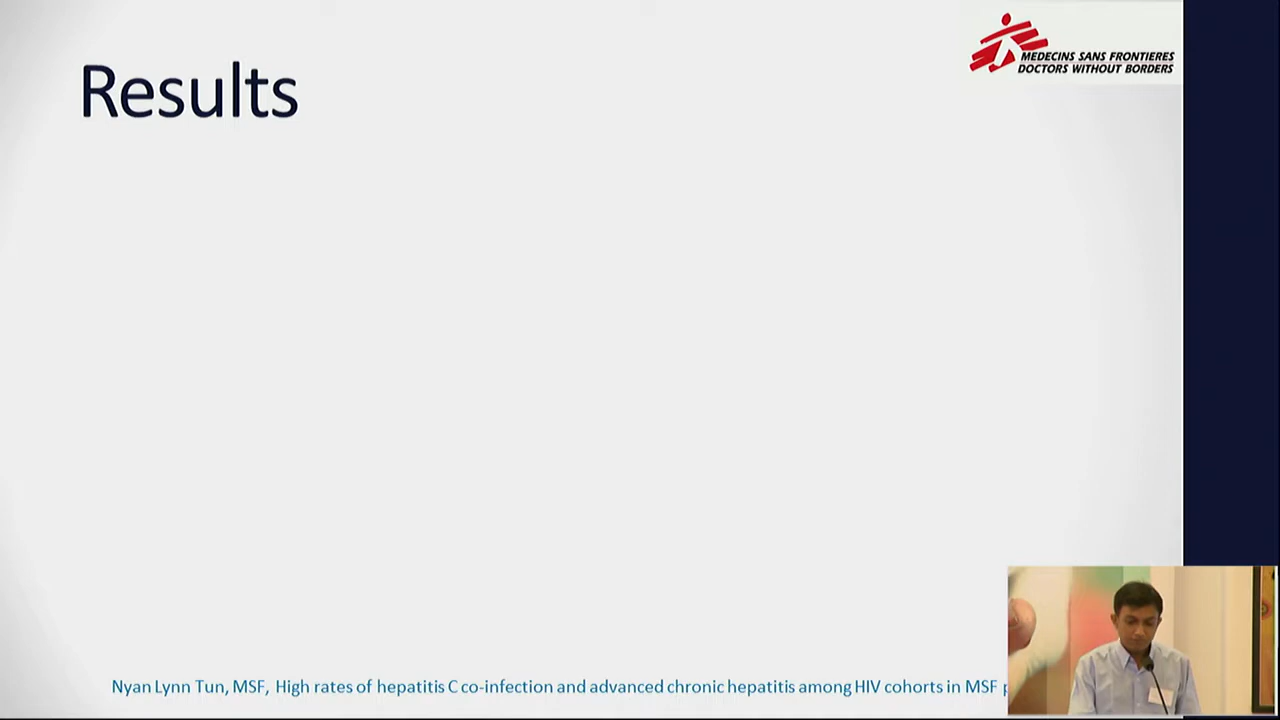 Results
MEDECINS SANS FRONTIERES
DOCTORS WITHOUT BORDERS
Nyan Lynn Tun, MSF, High rates of hepatitis C co-infection and advanced chronic hepatitis among HIV cohorts in MSF